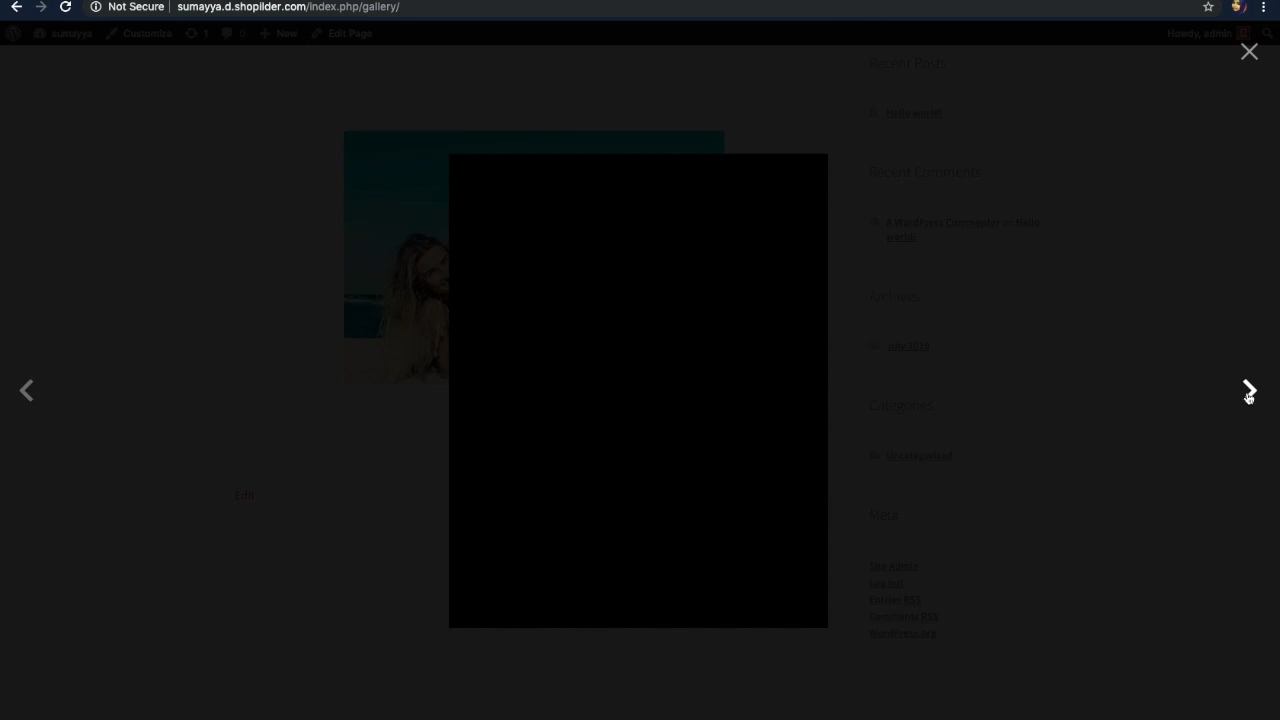 Not Secure
sumayya.d.shopilder.com/index.php/gallery/
sumayya
Customize
1
0
New
Edit Page
Howdy, admin
Recent Posts
Hello world!
Recent Comments
A WordPress Commenter on Hello
world!
Archives
July 2019
Categories
Uncategorized
Edit
Meta
Site Admin
Log out
Entries RSS
Comments RSS
WordPress.org